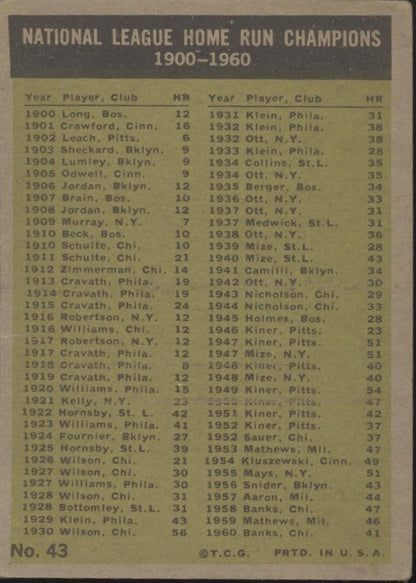 NATIONAL LEAGUE HOME RUN CHAMPIONS
1900-1960
Year Player, Club HR
1900 Long, Bos. 12
1901 Crawford, Cinn. 16
1902 Leach, Pitts. 6
1903 Sheckard, Bklyn. 9
1904 Lumley, Bklyn. 9
1905 Odwell, Cinn. 9
1906 Jordan, Bklyn. 12
1907 Brain, Bos. 10
1908 Jordan, Bklyn. 12
1909 Murray, N.Y. 7
1910 Beck, Bos. 10
1910 Schulte, Chi. 10
1911 Schulte, Chi. 21
1912 Zimmerman, Chi. 14
1913 Cravath, Phila. 19
1914 Cravath, Phila. 19
1915 Cravath, Phila. 24
1916 Robertson, N.Y. 12
1916 Williams, Chi. 12
1917 Robertson, N.Y. 12
1917 Cravath, Phila. 12
1918 Cravath, Phila. 8
1919 Cravath, Phila. 12
1920 Williams, Phila. 15
1921 Kelly, N.Y. 23
1922 Hornsby, St. L. 42
1923 Williams, Phila. 41
1924 Fournier, Bklyn. 27
1925 Hornsby, St.L. 39
1926 Wilson, Chi. 21
1927 Wilson, Chi. 30
1927 Williams, Phila. 30
1928 Wilson, Chi. 31
1928 Bottomley, St.L. 31
1929 Klein, Phila. 43
1930 Wilson, Chi. 56
Year Player, Club HR
1931 Klein, Phila. 31
1932 Klein, Phila. 38
1932 Ott, N.Y. 38
1933 Klein, Phila. 28
1934 Collins, St.L. 35
1934 Ott, N.Y. 35
1935 Berger, Bos. 34
1936 Ott, N.Y. 33
1937 Ott, N.Y. 31
1937 Medwick, St.L. 31
1938 Ott, N.Y. 36
1939 Mize, St.L. 28
1940 Mize, St.L. 43
1941 Camilli, Bklyn. 34
1942 Ott, N.Y. 30
1943 Nicholson, Chi. 29
1944 Nicholson, Chi. 33
1945 Holmes, Bos. 28
1946 Kiner, Pitts. 23
1947 Kiner, Pitts. 51
1947 Mize, N.Y. 51
1948 Kiner, Pitts. 40
1948 Mize, N.Y. 40
1949 Kiner, Pitts. 54
1950 Kiner, Pitts. 47
1951 Kiner, Pitts. 42
1952 Kiner, Pitts. 37
1952 Sauer, Chi. 37
1953 Mathews, Mil. 47
1954 Kluszewski, Cinn. 49
1955 Mays, N.Y. 51
1956 Snider, Bklyn. 43
1957 Aaron, Mil. 44
1958 Banks, Chi. 47
1959 Mathews, Mil. 46
1960 Banks, Chi. 41
No. 43
©T.C.G. PRTD. IN U.S.A.